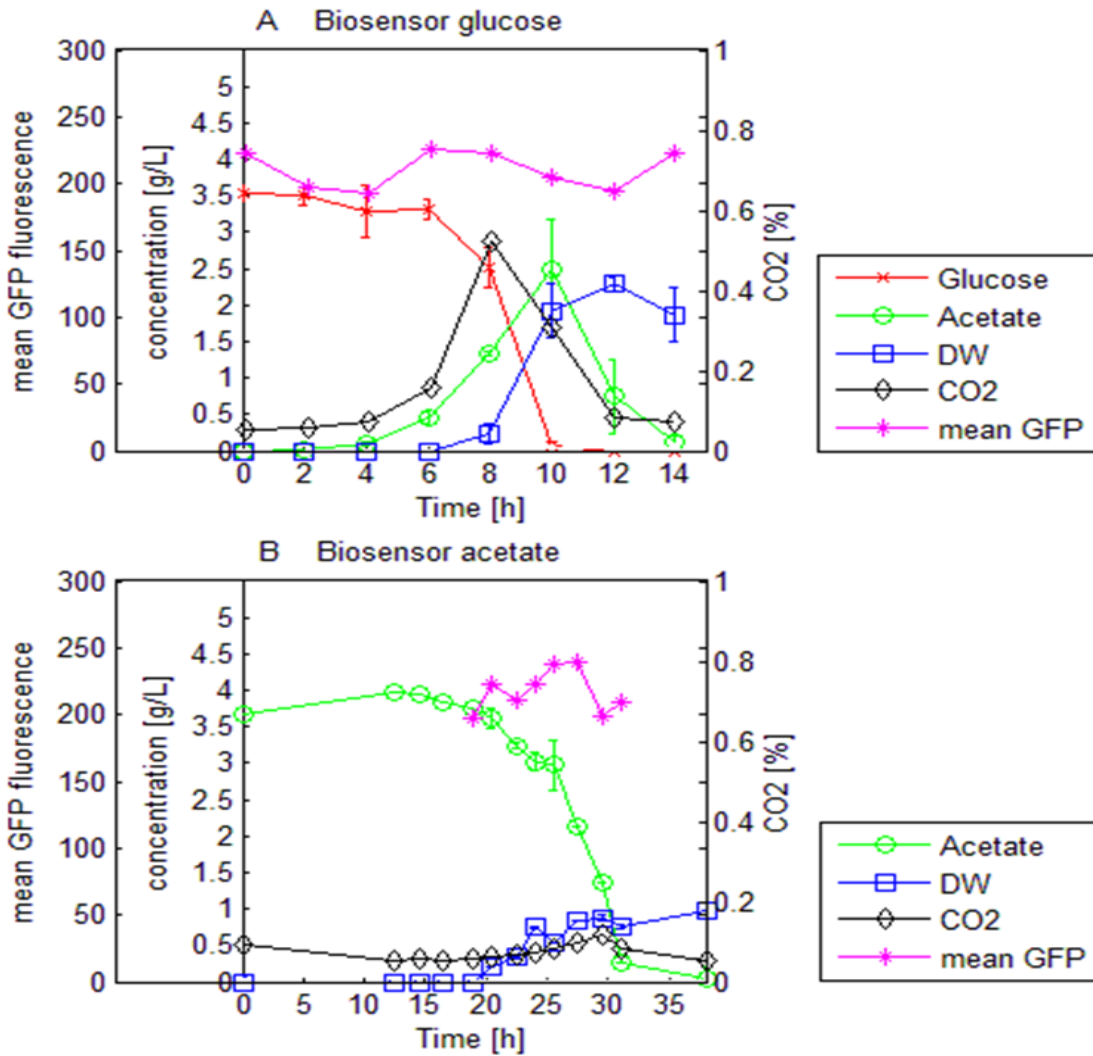 A Biosensor glucose
300
250
200
150
100
50
0
mean GFP fluorescence
5
4.5
4
3.5
3
2.5
2
1.5
1
0.5
0
concentration [g/L]
1
0.8
0.6
0.4
0.2
0
CO2 [%]
0 2 4 6 8 10 12 14
Time [h]
Glucose
Acetate
DW
CO2
mean GFP
B Biosensor acetate
300
250
200
150
100
50
0
mean GFP fluorescence
5
4.5
4
3.5
3
2.5
2
1.5
1
0.5
0
concentration [g/L]
1
0.8
0.6
0.4
0.2
0
CO2 [%]
0 5 10 15 20 25 30 35
Time [h]
Acetate
DW
CO2
mean GFP